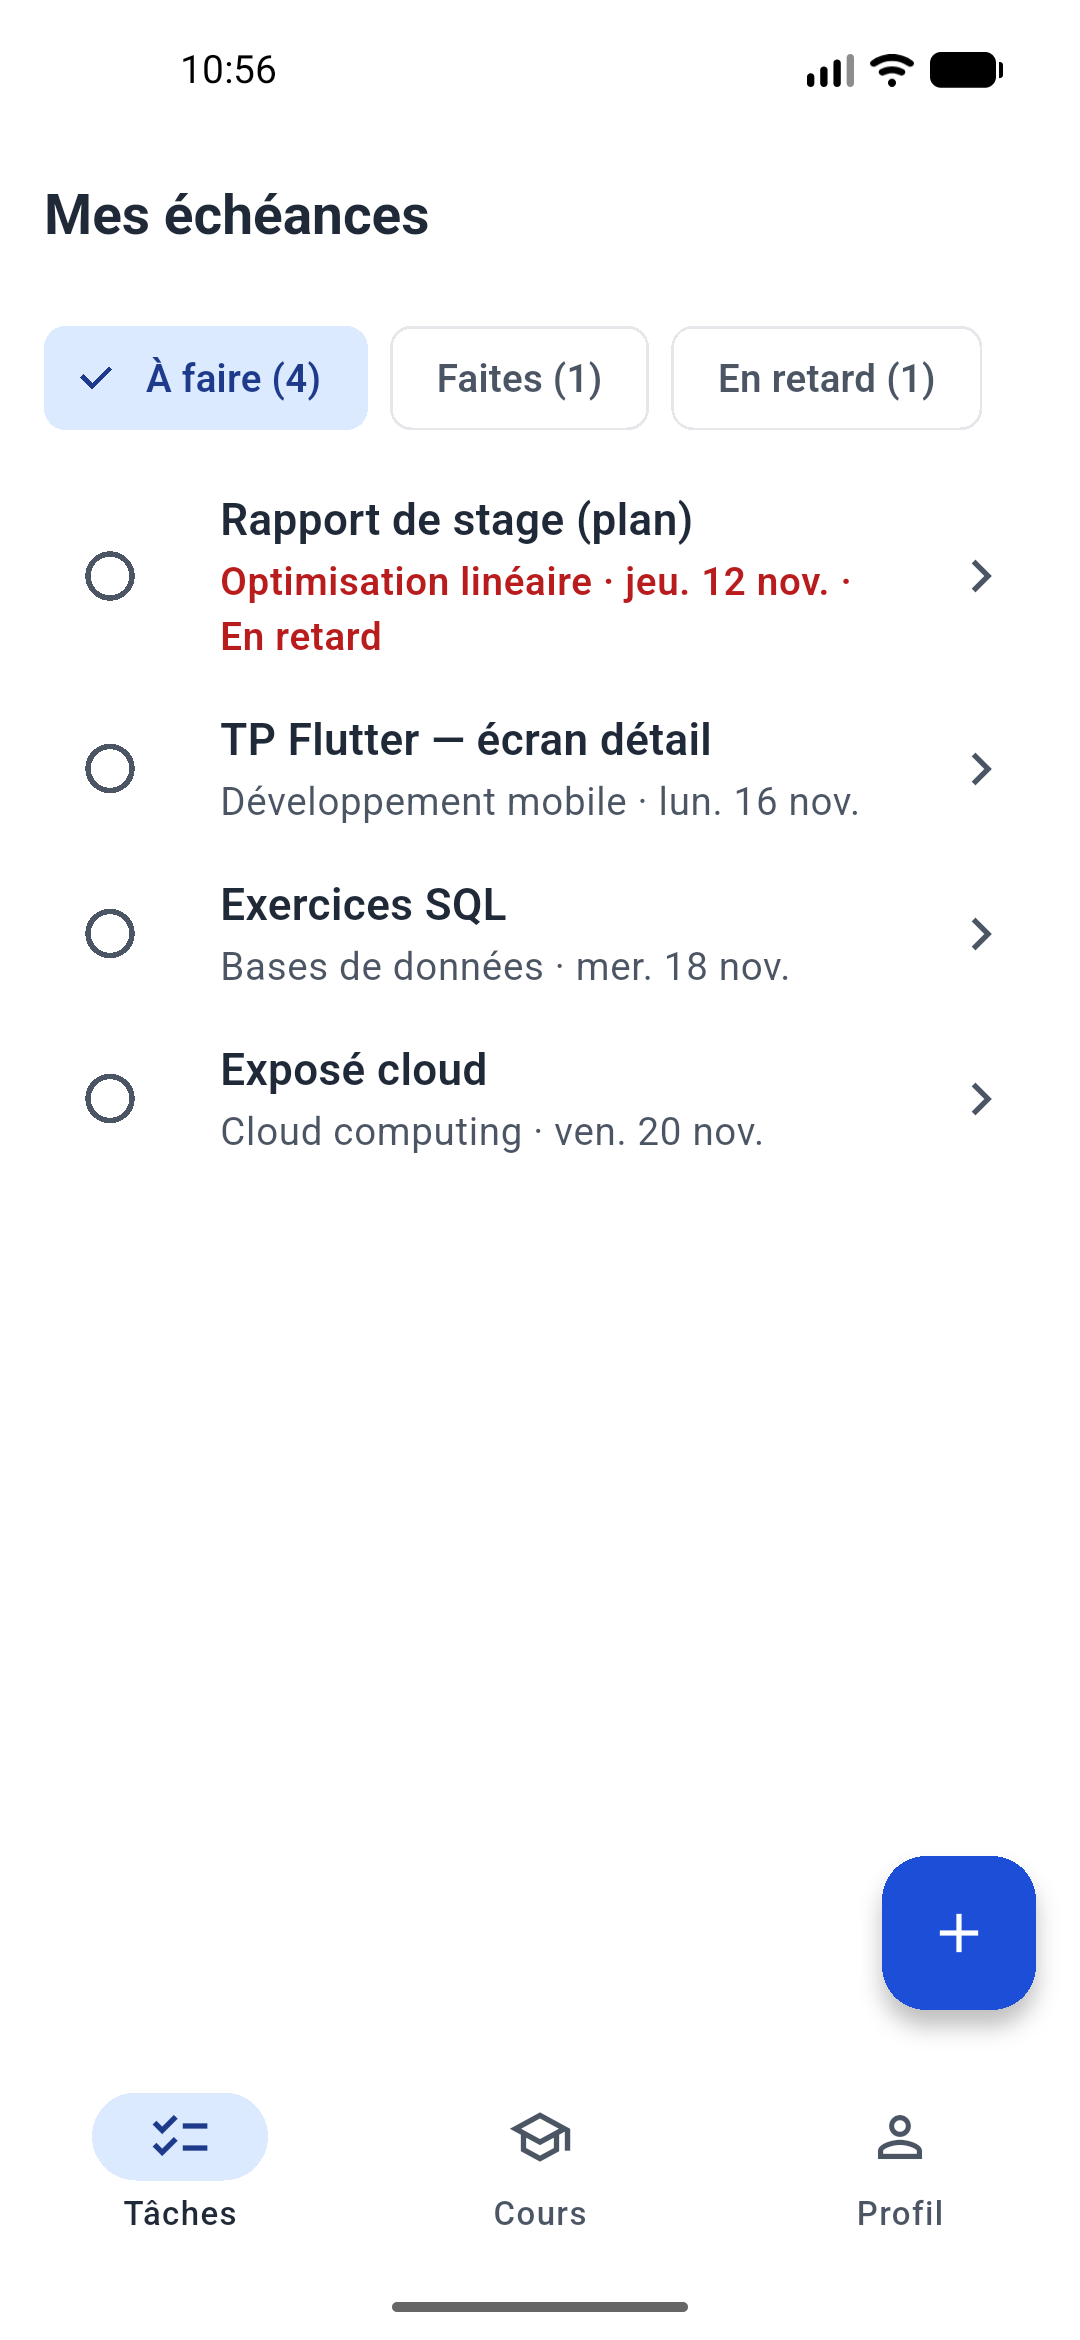 10:56
Mes échéances
À faire (4)
Faites (1)
En retard (1)
Rapport de stage (plan)
Optimisation linéaire · jeu. 12 nov. ·
En retard
TP Flutter — écran détail
Développement mobile · lun. 16 nov.
Exercices SQL
Bases de données · mer. 18 nov.
Exposé cloud
Cloud computing · ven. 20 nov.
Tâches
Cours
Profil